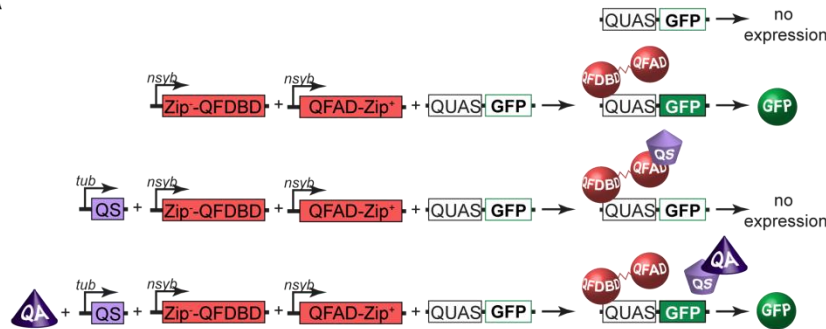 QUAS GFP no expression
nsyb nsyb QFDBD QFAD
Zip⁻-QFDBD + QFAD-Zip⁺ + QUAS GFP QUAS GFP GFP
tub nsyb nsyb QFDBD QFAD QS
QS + Zip⁻-QFDBD + QFAD-Zip⁺ + QUAS GFP QUAS GFP no expression
tub nsyb nsyb QFDBD QFAD QS QA
QA + QS + Zip⁻-QFDBD + QFAD-Zip⁺ + QUAS GFP QUAS GFP GFP